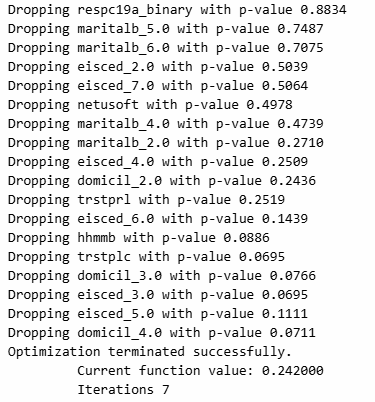 Dropping respc19a_binary with p-value 0.8834
Dropping maritalb_5.0 with p-value 0.7487
Dropping maritalb_6.0 with p-value 0.7075
Dropping eisced_2.0 with p-value 0.5039
Dropping eisced_7.0 with p-value 0.5064
Dropping netusoft with p-value 0.4978
Dropping maritalb_4.0 with p-value 0.4739
Dropping maritalb_2.0 with p-value 0.2710
Dropping eisced_4.0 with p-value 0.2509
Dropping domicil_2.0 with p-value 0.2436
Dropping trstprl with p-value 0.2519
Dropping eisced_6.0 with p-value 0.1439
Dropping hhmmb with p-value 0.0886
Dropping trstplc with p-value 0.0695
Dropping domicil_3.0 with p-value 0.0766
Dropping eisced_3.0 with p-value 0.0695
Dropping eisced_5.0 with p-value 0.1111
Dropping domicil_4.0 with p-value 0.0711
Optimization terminated successfully.
Current function value: 0.242000
Iterations 7